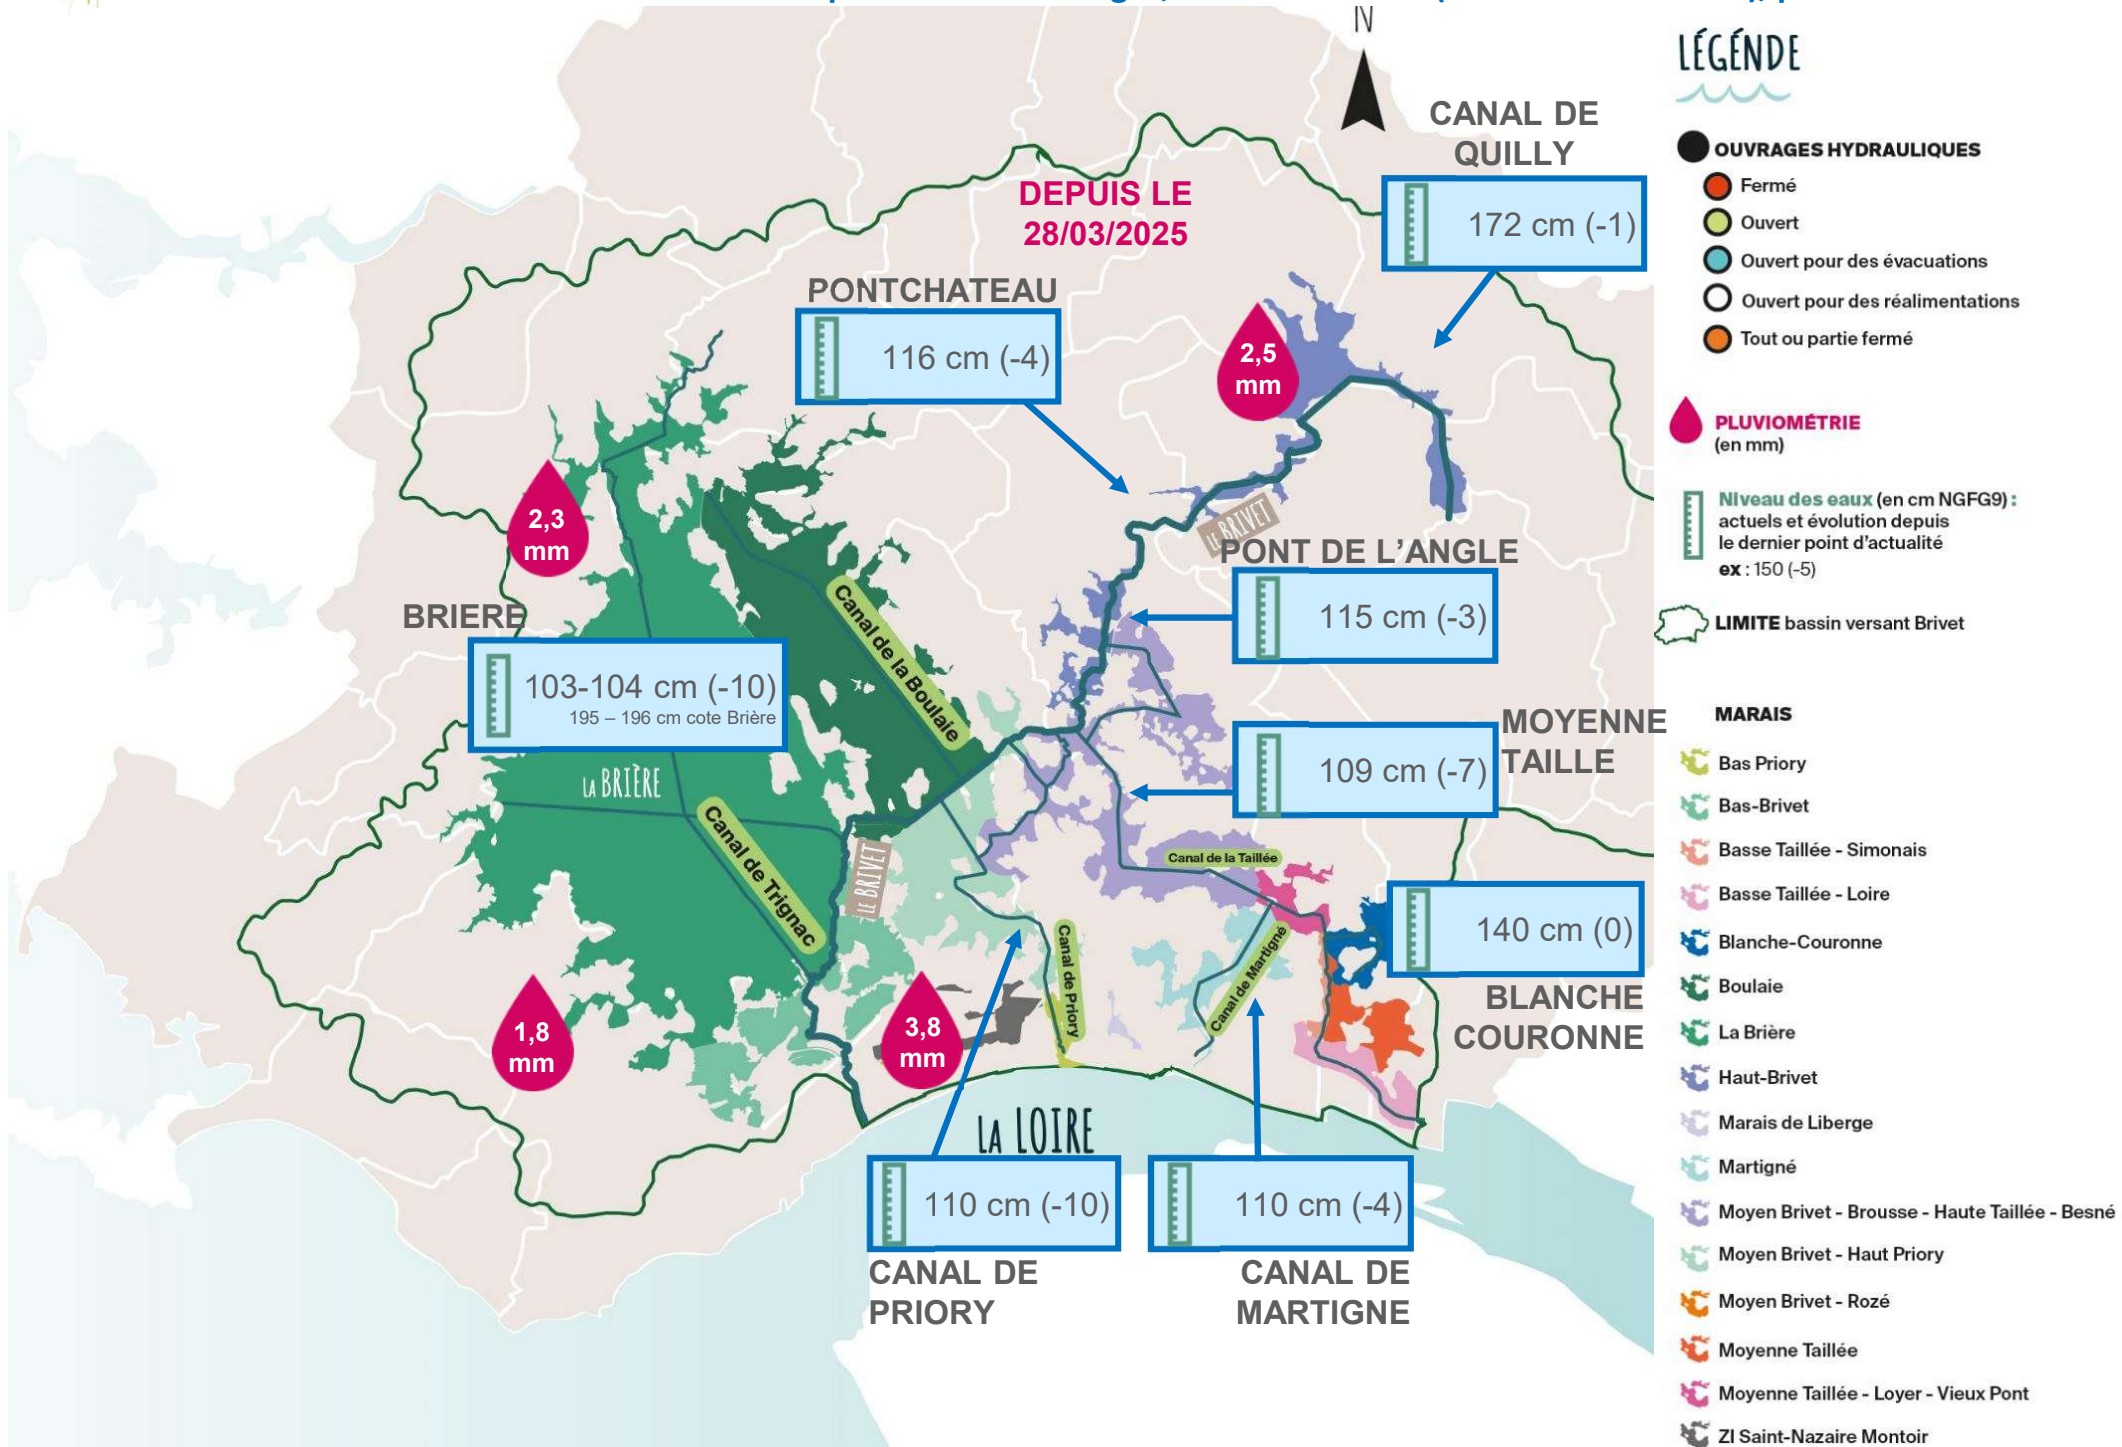 N
DEPUIS LE
28/03/2025
CANAL DE
QUILLY
172 cm (-1)
PONTCHATEAU
116 cm (-4)
2,5
mm
2,3
mm
LE BRIVET
PONT DE L'ANGLE
115 cm (-3)
BRIERE
103-104 cm (-10)
195 – 196 cm cote Brière
Canal de la Boulaie
MOYENNE
TAILLE
109 cm (-7)
LA BRIÈRE
Canal de Trignac
LE BRIVET
Canal de la Taillée
140 cm (0)
BLANCHE
COURONNE
Canal de Priory
Canal de Martigné
1,8
mm
3,8
mm
LA LOIRE
110 cm (-10)
CANAL DE
PRIORY
110 cm (-4)
CANAL DE
MARTIGNE
LÉGÉNDE
OUVRAGES HYDRAULIQUES
Fermé
Ouvert
Ouvert pour des évacuations
Ouvert pour des réalimentations
Tout ou partie fermé
PLUVIOMÉTRIE
(en mm)
Niveau des eaux (en cm NGFG9) :
actuels et évolution depuis
le dernier point d'actualité
ex : 150 (-5)
LIMITE bassin versant Brivet
MARAIS
Bas Priory
Bas-Brivet
Basse Taillée - Simonais
Basse Taillée - Loire
Blanche-Couronne
Boulaie
La Brière
Haut-Brivet
Marais de Liberge
Martigné
Moyen Brivet - Brousse - Haute Taillée - Besné
Moyen Brivet - Haut Priory
Moyen Brivet - Rozé
Moyenne Taillée
Moyenne Taillée - Loyer - Vieux Pont
ZI Saint-Nazaire Montoir